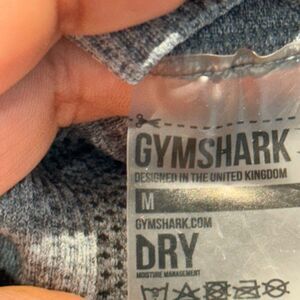 GYMSHARK
DESIGNED IN THE UNITED KINGDOM
M
GYMSHARK.COM
DRY
MOISTURE MANAGEMENT